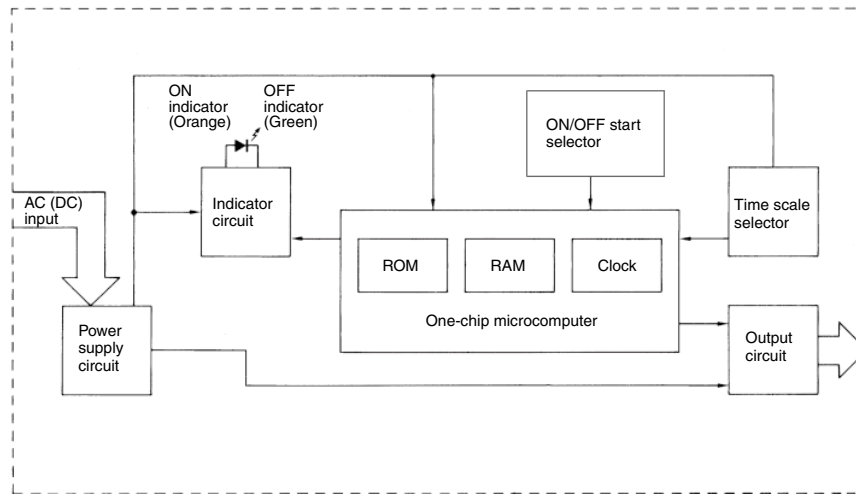 ON
indicator
(Orange)
OFF
indicator
(Green)
ON/OFF start
selector
AC (DC)
input
Indicator
circuit
Time scale
selector
ROM
RAM
Clock
One-chip microcomputer
Power
supply
circuit
Output
circuit